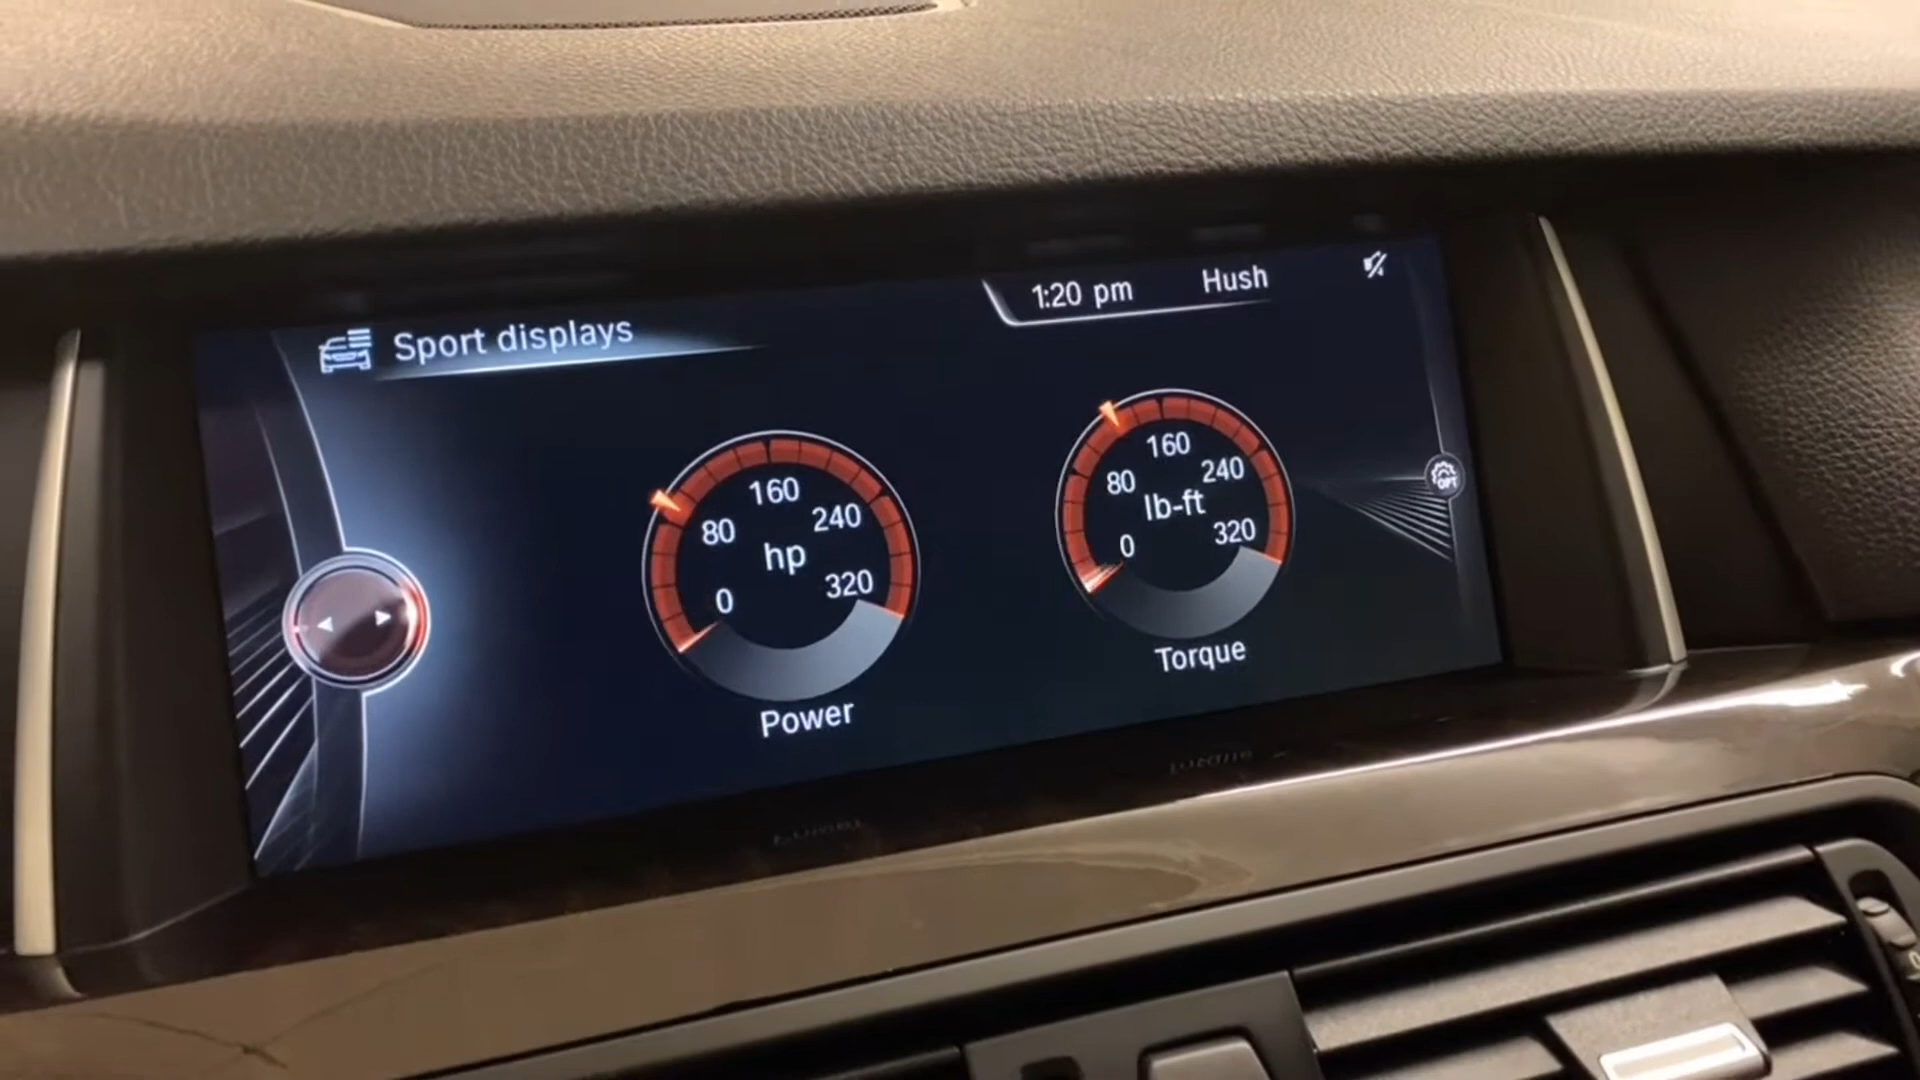 Sport displays
1:20 pm
Hush
0
80
160
240
320
hp
Power
0
80
160
240
320
lb-ft
Torque
OPT